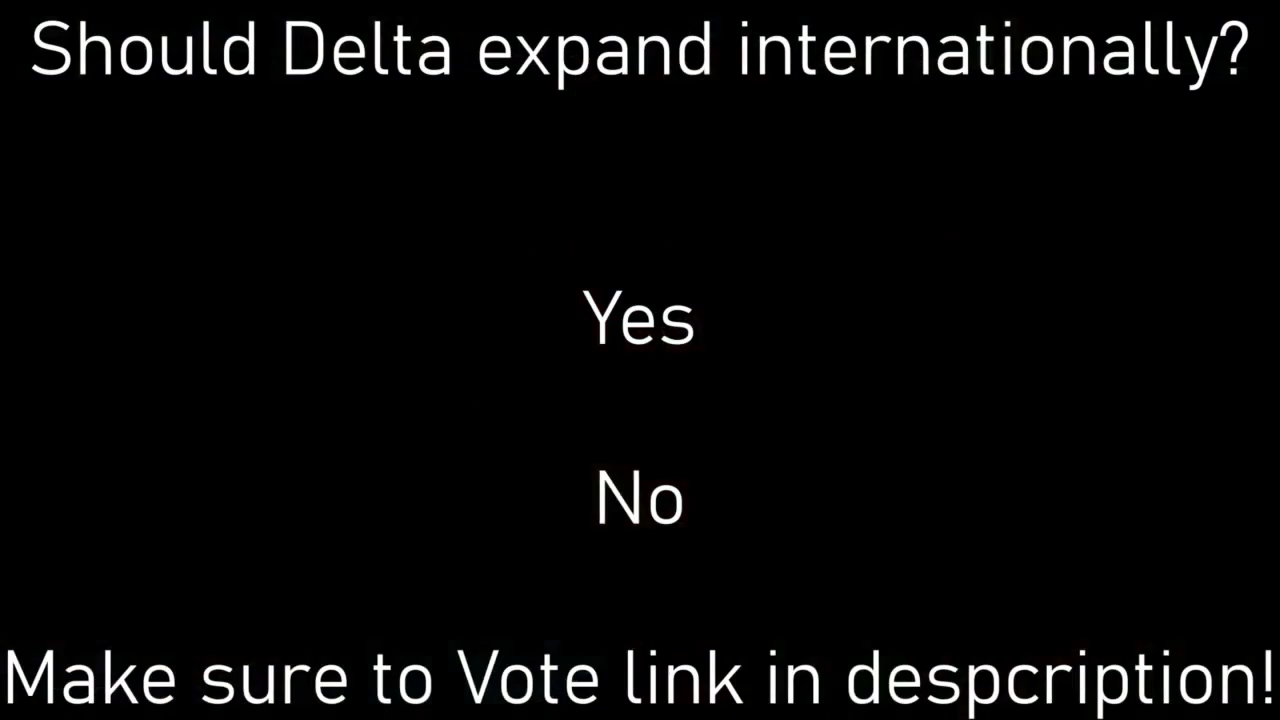 Should Delta expand internationally?
Yes
No
Make sure to Vote link in despcription!